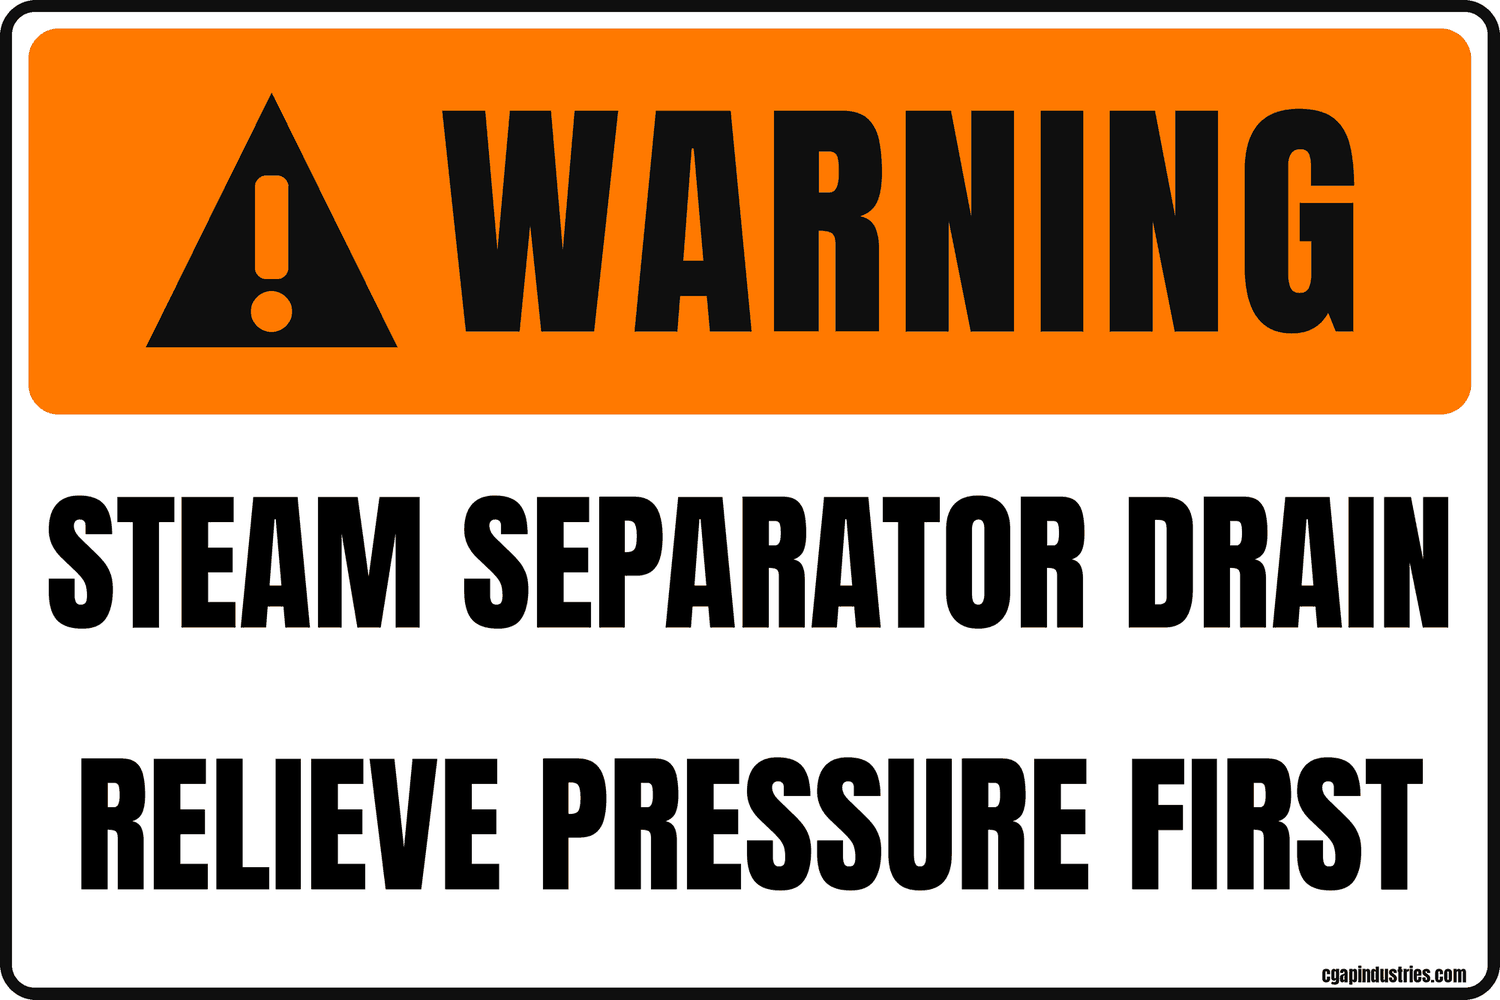 WARNING
STEAM SEPARATOR DRAIN
RELIEVE PRESSURE FIRST
cgapindustries.com